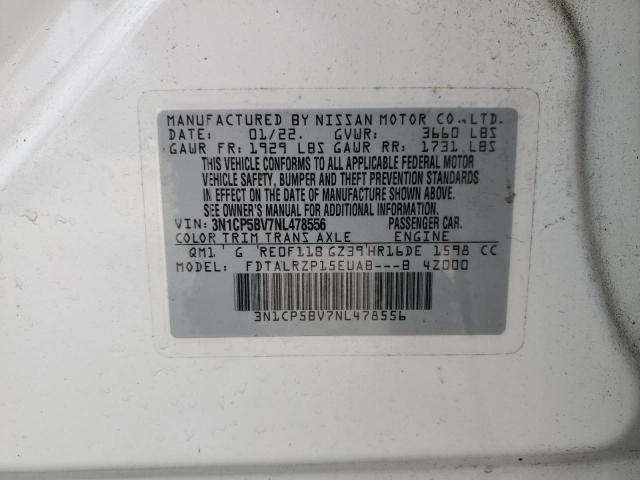 MANUFACTURED BY NISSAN MOTOR CO.,LTD.
DATE: 01/22. GVWR: 3660 LBS
GAWR FR: 1929 LBS GAWR RR: 1731 LBS
THIS VEHICLE CONFORMS TO ALL APPLICABLE FEDERAL MOTOR
VEHICLE SAFETY, BUMPER AND THEFT PREVENTION STANDARDS
IN EFFECT ON THE DATE OF MANUFACTURE SHOWN ABOVE.
SEE OWNER'S MANUAL FOR ADDITIONAL INFORMATION.
VIN: 3N1CP5BV7NL478556 PASSENGER CAR.
COLOR TRIM TRANS AXLE ENGINE
QM1 G RE0F11B GZ39 HR16DE 1598 CC
FDTALRZP15EUAB---B 4Z000
3N1CP5BV7NL478556